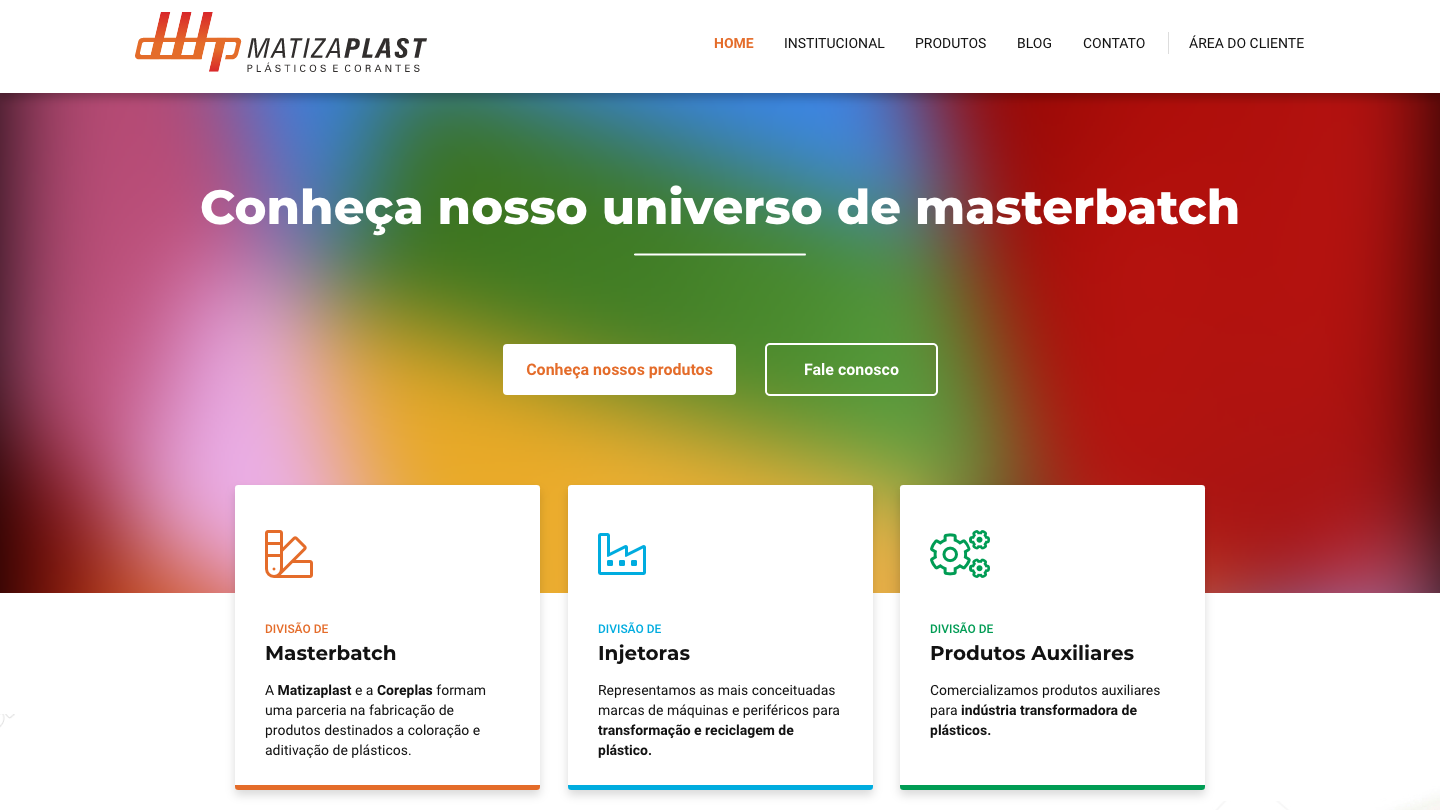 MATIZAPLAST
PLÁSTICOS E CORANTES
HOME
INSTITUCIONAL
PRODUTOS
BLOG
CONTATO
ÁREA DO CLIENTE
Conheça nosso universo de masterbatch
Conheça nossos produtos
Fale conosco
DIVISÃO DE
Masterbatch
A Matizaplast e a Coreplas formam
uma parceria na fabricação de
produtos destinados a coloração e
aditivação de plásticos.
DIVISÃO DE
Injetoras
Representamos as mais conceituadas
marcas de máquinas e periféricos para
transformação e reciclagem de
plástico.
DIVISÃO DE
Produtos Auxiliares
Comercializamos produtos auxiliares
para indústria transformadora de
plásticos.